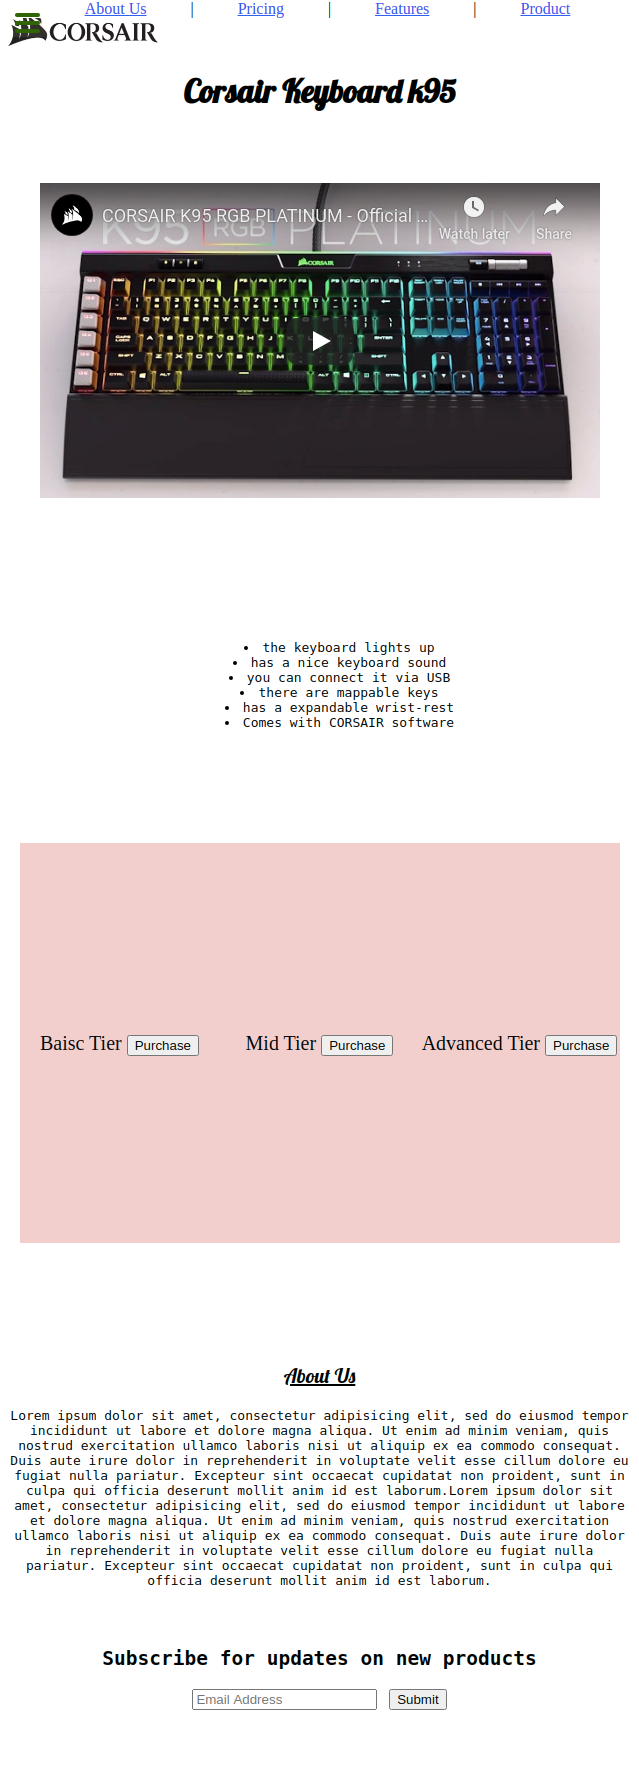 About Us | Pricing | Features | Product
CORSAIR
Corsair Keyboard k95
CORSAIR K95 RGB PLATINUM - Official ...
Watch later
Share
K95 RGB PLATINUM
CORSAIR
the keyboard lights up
has a nice keyboard sound
you can connect it via USB
there are mappable keys
has a expandable wrist-rest
Comes with CORSAIR software
Baisc Tier Purchase Mid Tier Purchase Advanced Tier Purchase
About Us
Lorem ipsum dolor sit amet, consectetur adipisicing elit, sed do eiusmod tempor
incididunt ut labore et dolore magna aliqua. Ut enim ad minim veniam, quis
nostrud exercitation ullamco laboris nisi ut aliquip ex ea commodo consequat.
Duis aute irure dolor in reprehenderit in voluptate velit esse cillum dolore eu
fugiat nulla pariatur. Excepteur sint occaecat cupidatat non proident, sunt in
culpa qui officia deserunt mollit anim id est laborum.Lorem ipsum dolor sit
amet, consectetur adipisicing elit, sed do eiusmod tempor incididunt ut labore
et dolore magna aliqua. Ut enim ad minim veniam, quis nostrud exercitation
ullamco laboris nisi ut aliquip ex ea commodo consequat. Duis aute irure dolor
in reprehenderit in voluptate velit esse cillum dolore eu fugiat nulla
pariatur. Excepteur sint occaecat cupidatat non proident, sunt in culpa qui
officia deserunt mollit anim id est laborum.
Subscribe for updates on new products
Email Address Submit